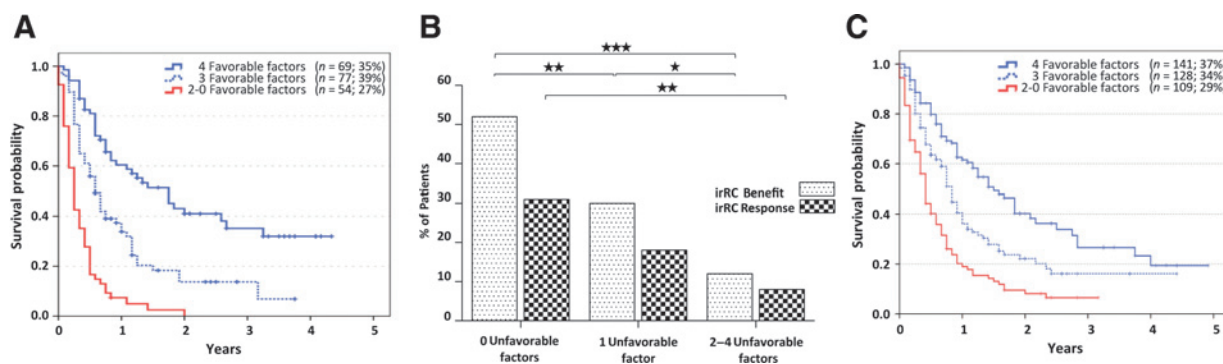 A
4 Favorable factors (n = 69; 35%)
3 Favorable factors (n = 77; 39%)
2-0 Favorable factors (n = 54; 27%)
Survival probability
1.0
0.8
0.6
0.4
0.2
0.0
0 1 2 3 4 5
Years
B
★★★
★★ ★
★★
% of Patients
60
50
40
30
20
10
0
irRC Benefit
irRC Response
0 Unfavorable factors
1 Unfavorable factor
2–4 Unfavorable factors
C
4 Favorable factors (n = 141; 37%)
3 Favorable factors (n = 128; 34%)
2-0 Favorable factors (n = 109; 29%)
Survival probability
1.0
0.8
0.6
0.4
0.2
0.0
0 1 2 3 4 5
Years